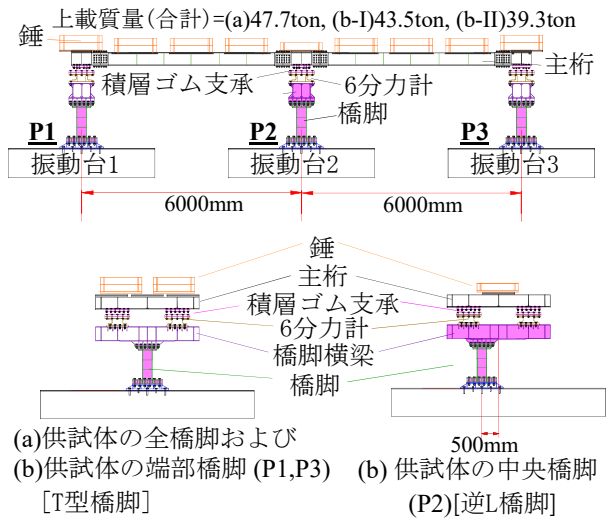 上載質量(合計)=(a)47.7ton, (b-I)43.5ton, (b-II)39.3ton
錘
主桁
積層ゴム支承
6分力計
橋脚
P1
P2
P3
振動台1
振動台2
振動台3
6000mm
6000mm
錘
主桁
積層ゴム支承
6分力計
橋脚横梁
橋脚
500mm
(a)供試体の全橋脚および
(b)供試体の端部橋脚 (P1,P3)
[T型橋脚]
(b) 供試体の中央橋脚
(P2)[逆L橋脚]